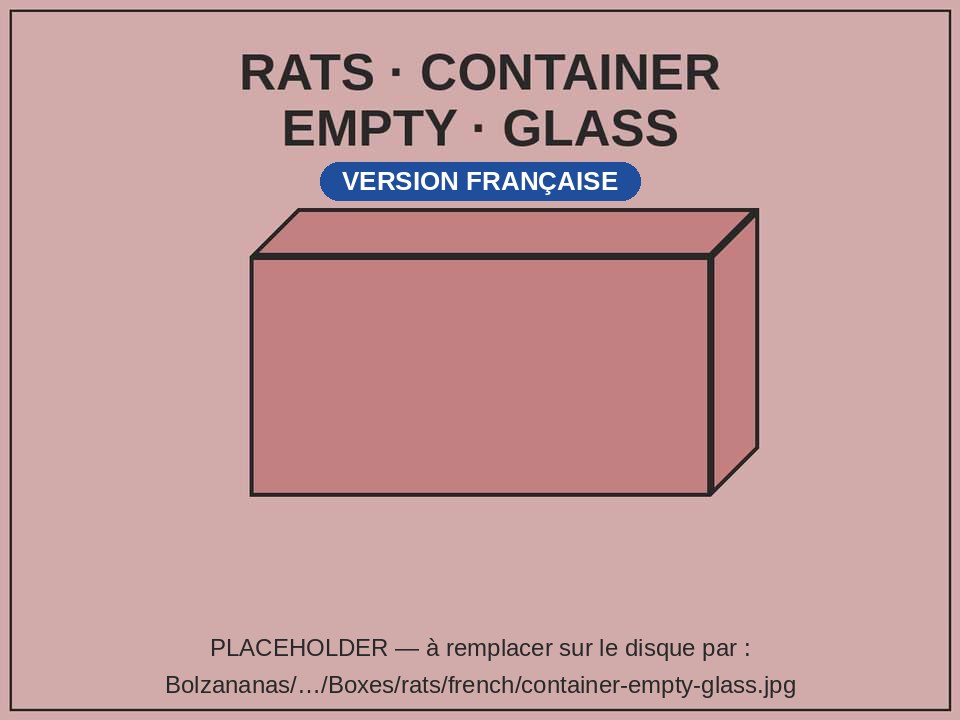 RATS · CONTAINER
EMPTY · GLASS
VERSION FRANÇAISE
PLACEHOLDER — à remplacer sur le disque par :
Bolzananas/…/Boxes/rats/french/container-empty-glass.jpg